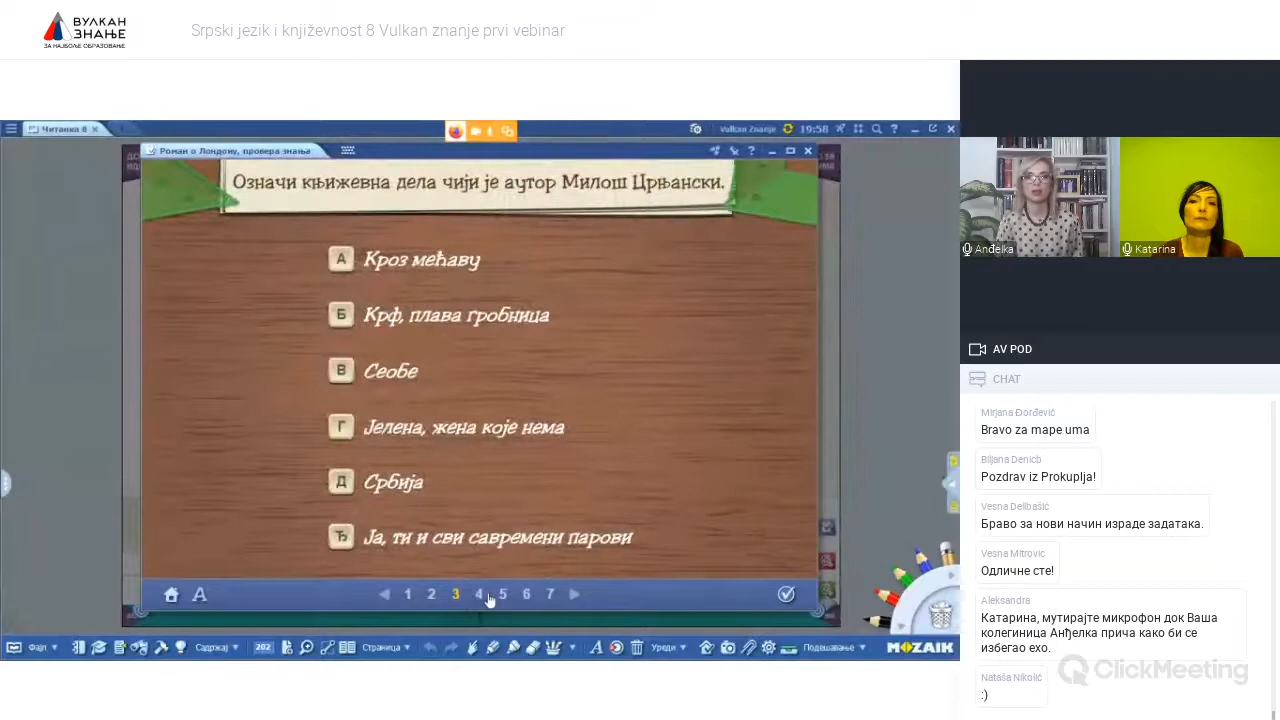 ВУЛКАН
ЗНАЊЕ
ЗА НАЈБОЉЕ ОБРАЗОВАЊЕ
Srpski jezik i književnost 8 Vulkan znanje prvi vebinar
Читанка 8
Vulkan Znanje
19:58
Роман о Лондону, провера знања
Означи књижевна дела чији је аутор Милош Црњански.
А Кроз мећаву
Б Крф, плава гробница
В Сеобе
Г Јелена, жена које нема
Д Србија
Ђ Ја, ти и сви савремени парови
A
1 2 3 4 5 6 7
Фајл
Садржај
202
Страница
A
Уреди
Подешавање
MOZAIK
Anđelka
Katarina
AV POD
CHAT
Mirjana Đorđević
Bravo za mape uma
Biljana Denicb
Pozdrav iz Prokuplja!
Vesna Delibašić
Браво за нови начин израде задатака.
Vesna Mitrovic
Одличне сте!
Aleksandra
Катарина, мутирајте микрофон док Ваша
колегиница Анђелка прича како би се
избегао ехо.
Nataša Nikolić
:)
ClickMeeting